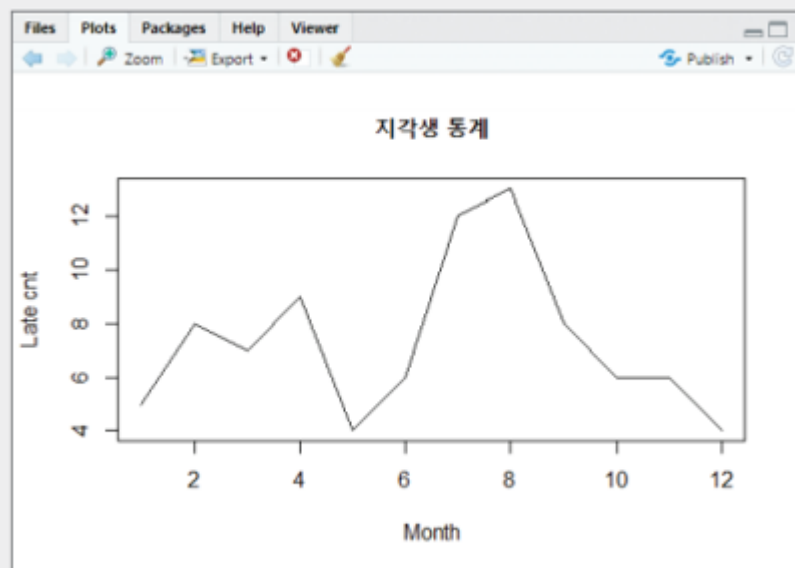 Files Plots Packages Help Viewer
Zoom Export Publish
지각생 통계
12
10
8
6
4
Late cnt
2 4 6 8 10 12
Month